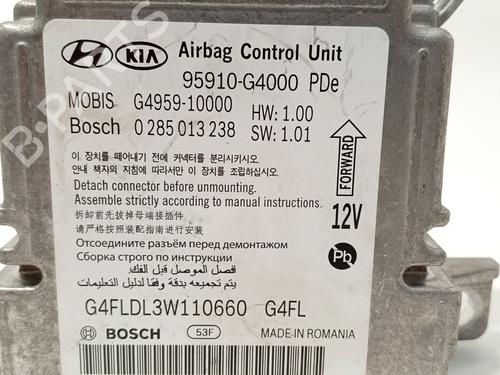 KIA Airbag Control Unit
95910-G4000 PDe
MOBIS G4959-10000 HW: 1.00
Bosch 0 285 013 238 SW: 1.01
이 장치를 떼어내기 전에 커넥터를 분리시키시오.
안내 책자의 지침에 따라서만 이 장치를 조립하십시오.
FORWARD
Detach connector before unmounting.
Assemble strictly according to manual instructions.
拆卸前先拔掉母端接插件
请严格按照装配指南进行安装
12V
Отсоедините разъём перед демонтажом
Сборка строго по инструкции
Pb
افصل الموصل قبل الفك.
يتم تجميعه بدقة وفقا لدليل التعليمات
G4FLDL3W110660 G4FL
BOSCH 53F MADE IN ROMANIA
B-PARTS